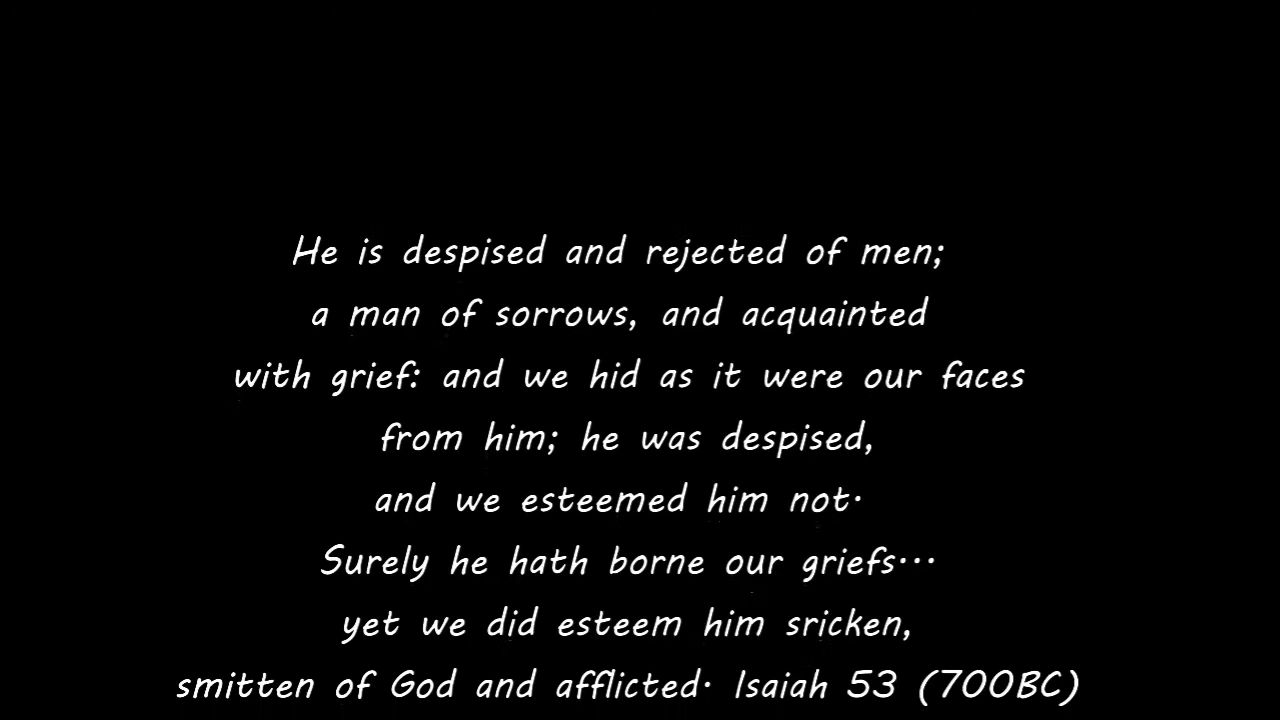 He is despised and rejected of men;
a man of sorrows, and acquainted
with grief: and we hid as it were our faces
from him; he was despised,
and we esteemed him not.
Surely he hath borne our griefs...
yet we did esteem him sricken,
smitten of God and afflicted. Isaiah 53 (700BC)